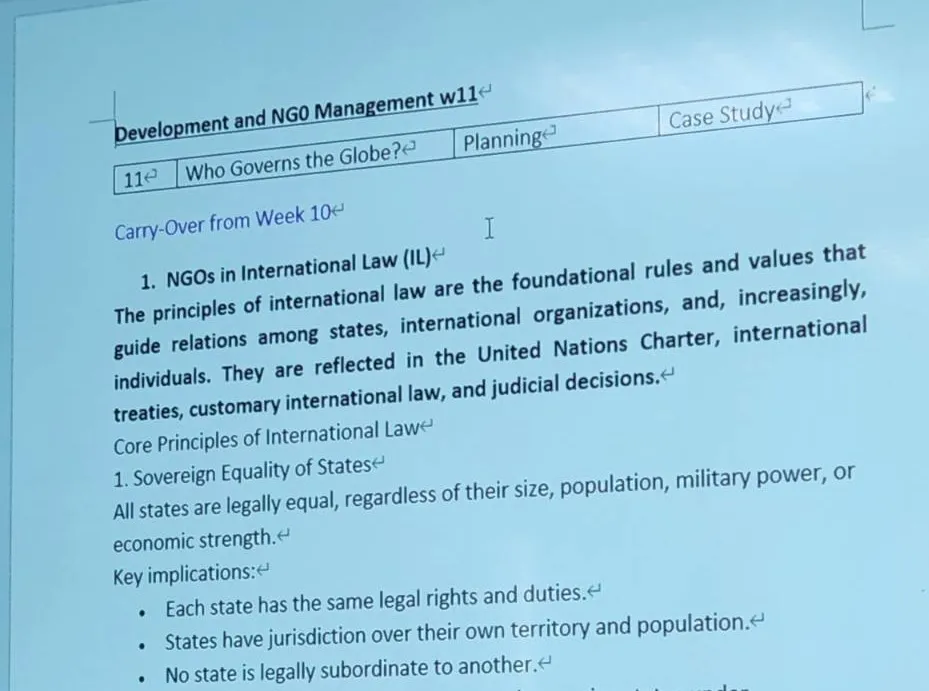 Development and NG0 Management w11
11 Who Governs the Globe? Planning Case Study
Carry-Over from Week 10
1. NGOs in International Law (IL)
The principles of international law are the foundational rules and values that
guide relations among states, international organizations, and, increasingly,
individuals. They are reflected in the United Nations Charter, international
treaties, customary international law, and judicial decisions.
Core Principles of International Law
1. Sovereign Equality of States
All states are legally equal, regardless of their size, population, military power, or
economic strength.
Key implications:
• Each state has the same legal rights and duties.
• States have jurisdiction over their own territory and population.
• No state is legally subordinate to another.